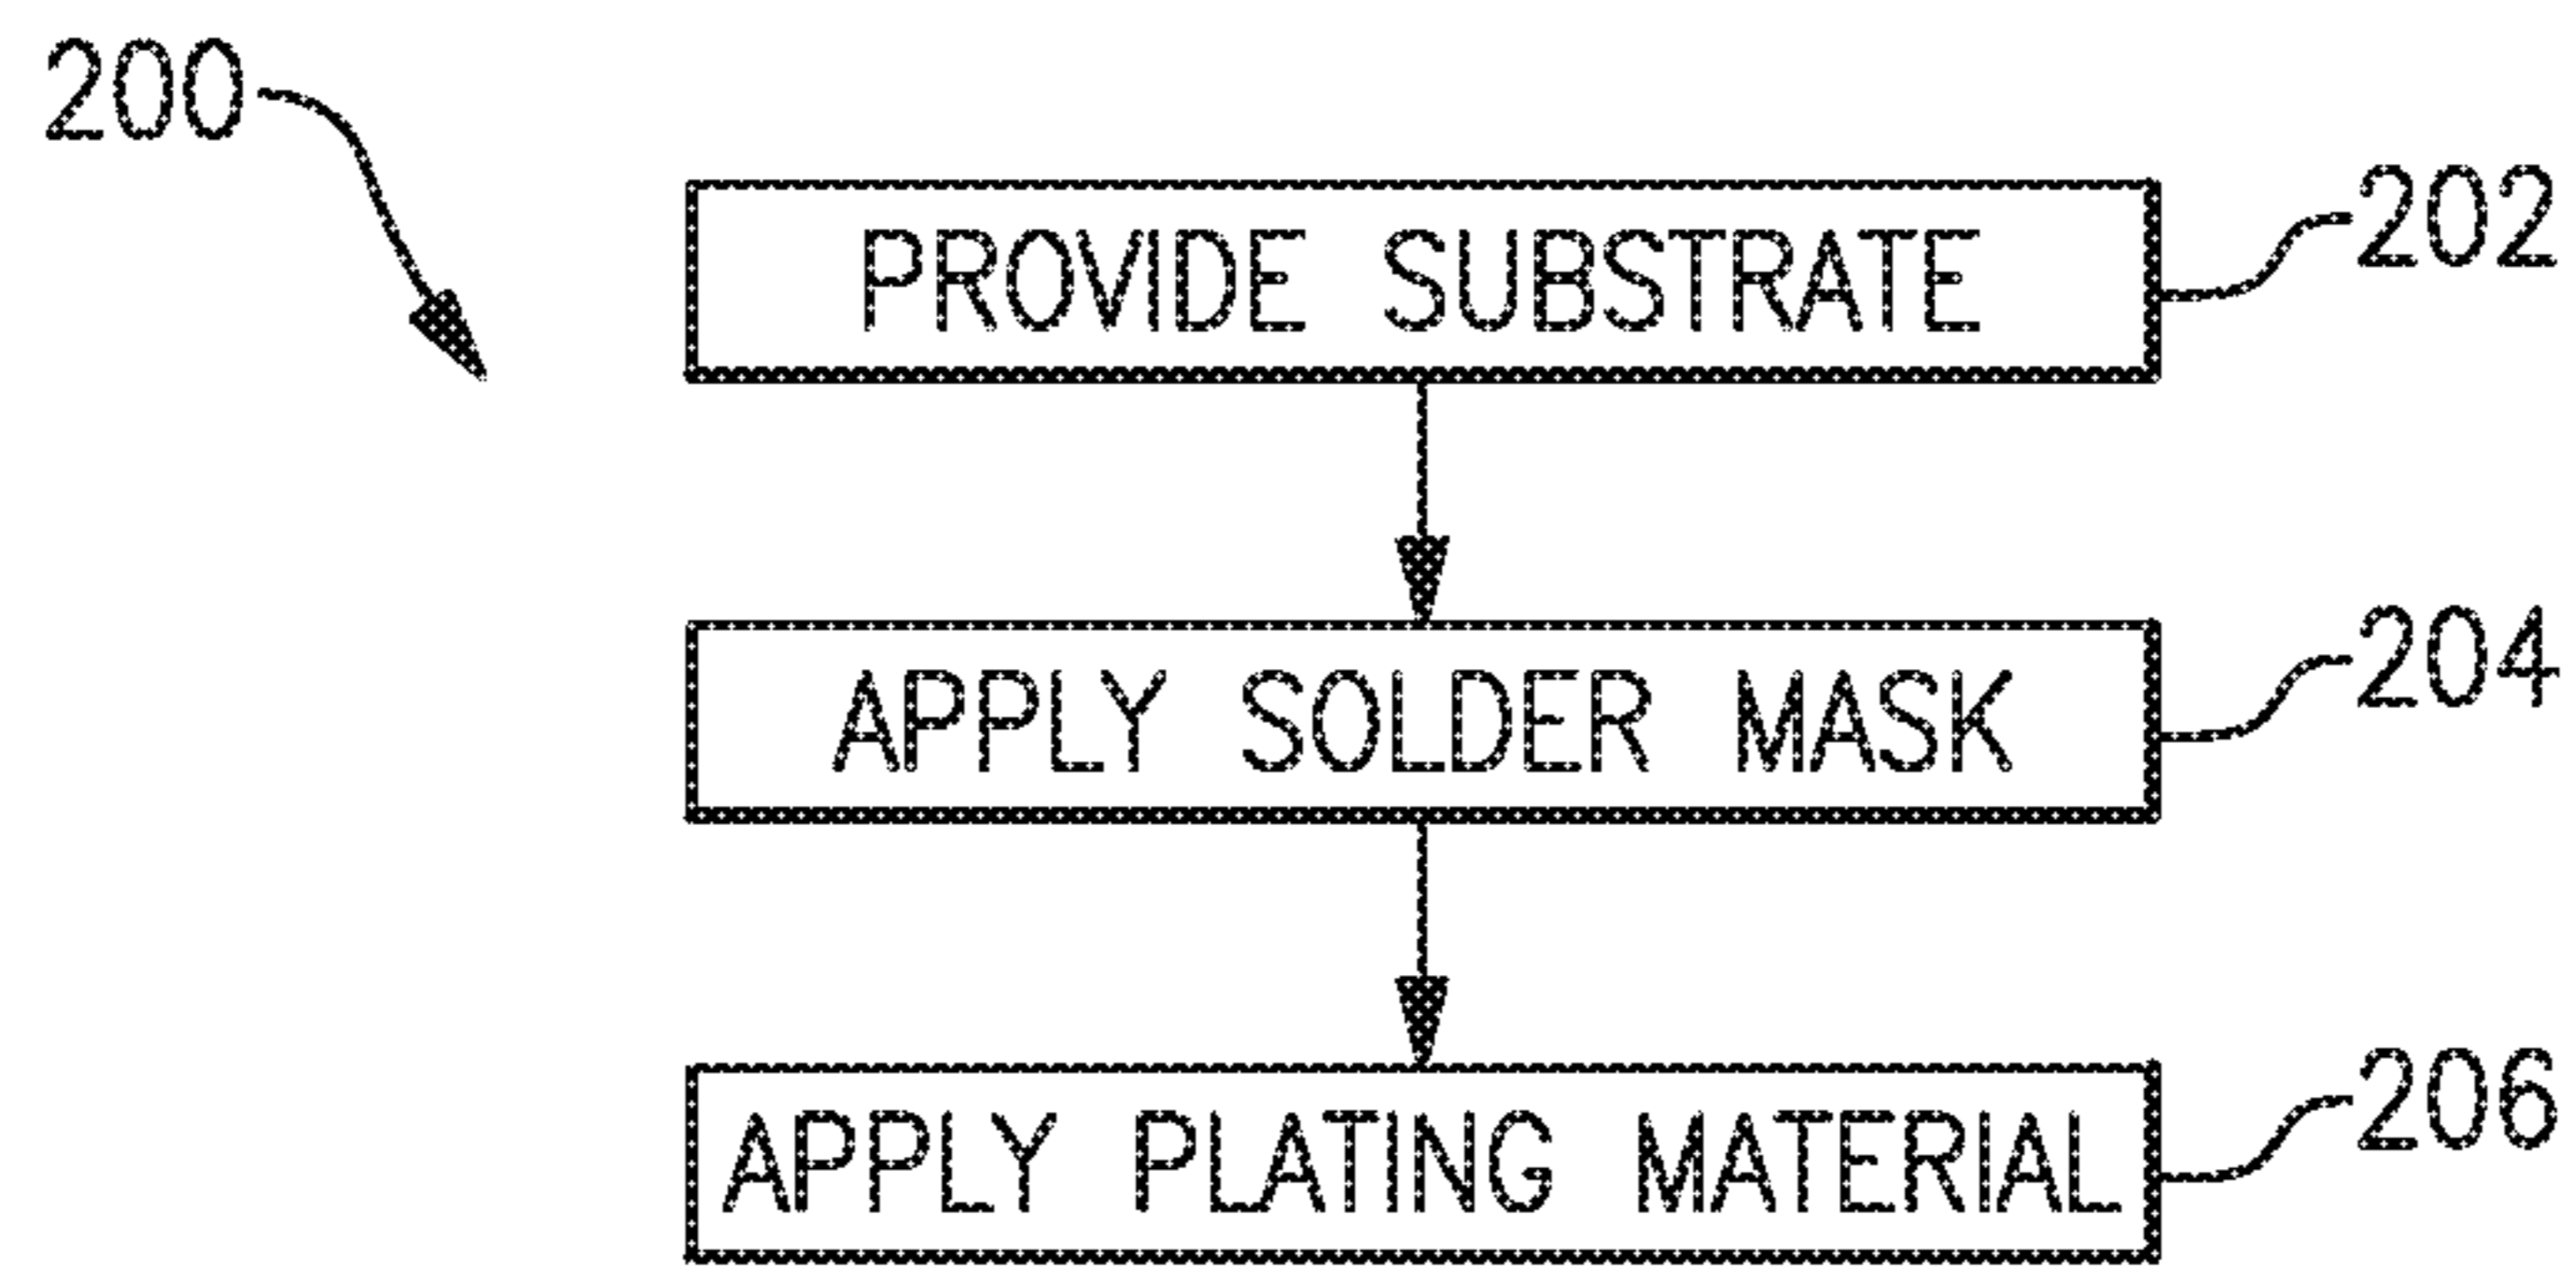 200
PROVIDE SUBSTRATE
202
APPLY SOLDER MASK
204
APPLY PLATING MATERIAL
206